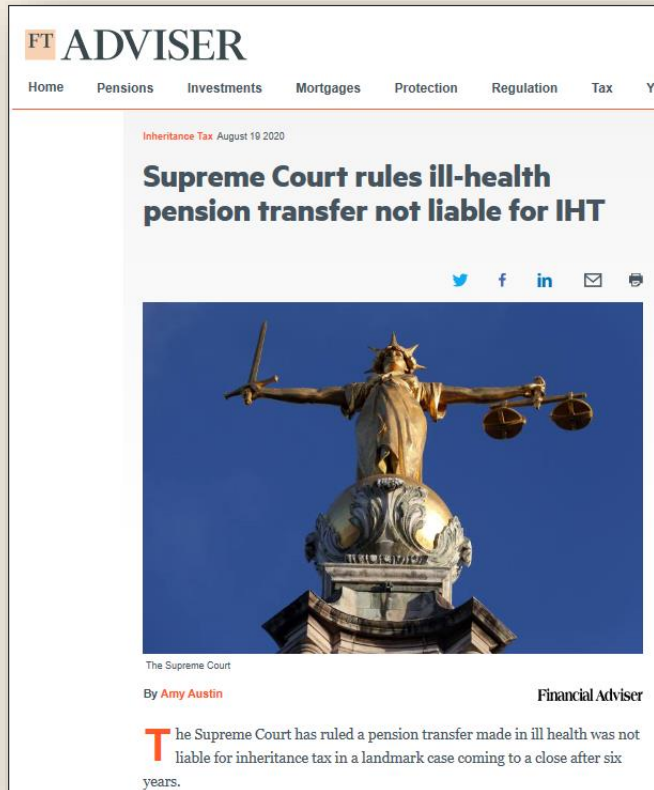 FT ADVISER
Home Pensions Investments Mortgages Protection Regulation Tax Y
Inheritance Tax August 19 2020
Supreme Court rules ill-health
pension transfer not liable for IHT
The Supreme Court
By Amy Austin
Financial Adviser
The Supreme Court has ruled a pension transfer made in ill health was not
liable for inheritance tax in a landmark case coming to a close after six
years.